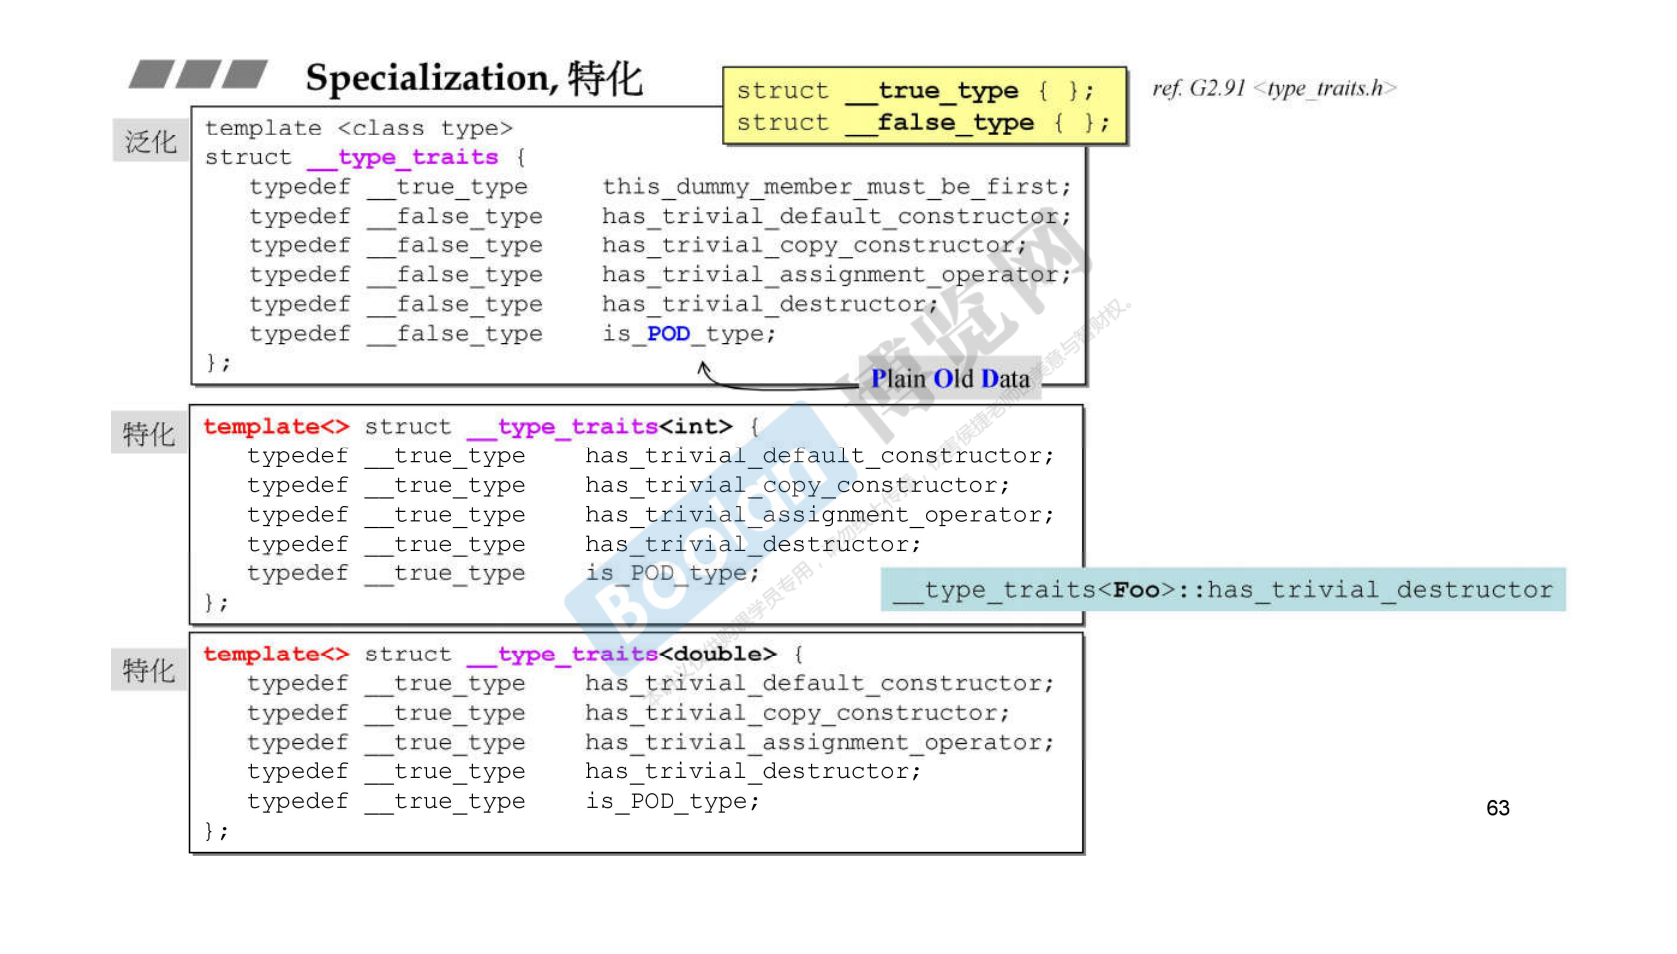 Specialization, 特化
struct __true_type { };
struct __false_type { };
ref. G2.91 <type_traits.h>
泛化
template <class type>
struct __type_traits {
typedef __true_type this_dummy_member_must_be_first;
typedef __false_type has_trivial_default_constructor;
typedef __false_type has_trivial_copy_constructor;
typedef __false_type has_trivial_assignment_operator;
typedef __false_type has_trivial_destructor;
typedef __false_type is_POD_type;
};
Plain Old Data
特化
template<> struct __type_traits<int> {
typedef __true_type has_trivial_default_constructor;
typedef __true_type has_trivial_copy_constructor;
typedef __true_type has_trivial_assignment_operator;
typedef __true_type has_trivial_destructor;
typedef __true_type is_POD_type;
};
__type_traits<Foo>::has_trivial_destructor
特化
template<> struct __type_traits<double> {
typedef __true_type has_trivial_default_constructor;
typedef __true_type has_trivial_copy_constructor;
typedef __true_type has_trivial_assignment_operator;
typedef __true_type has_trivial_destructor;
typedef __true_type is_POD_type;
};
63
Boolan
博览网